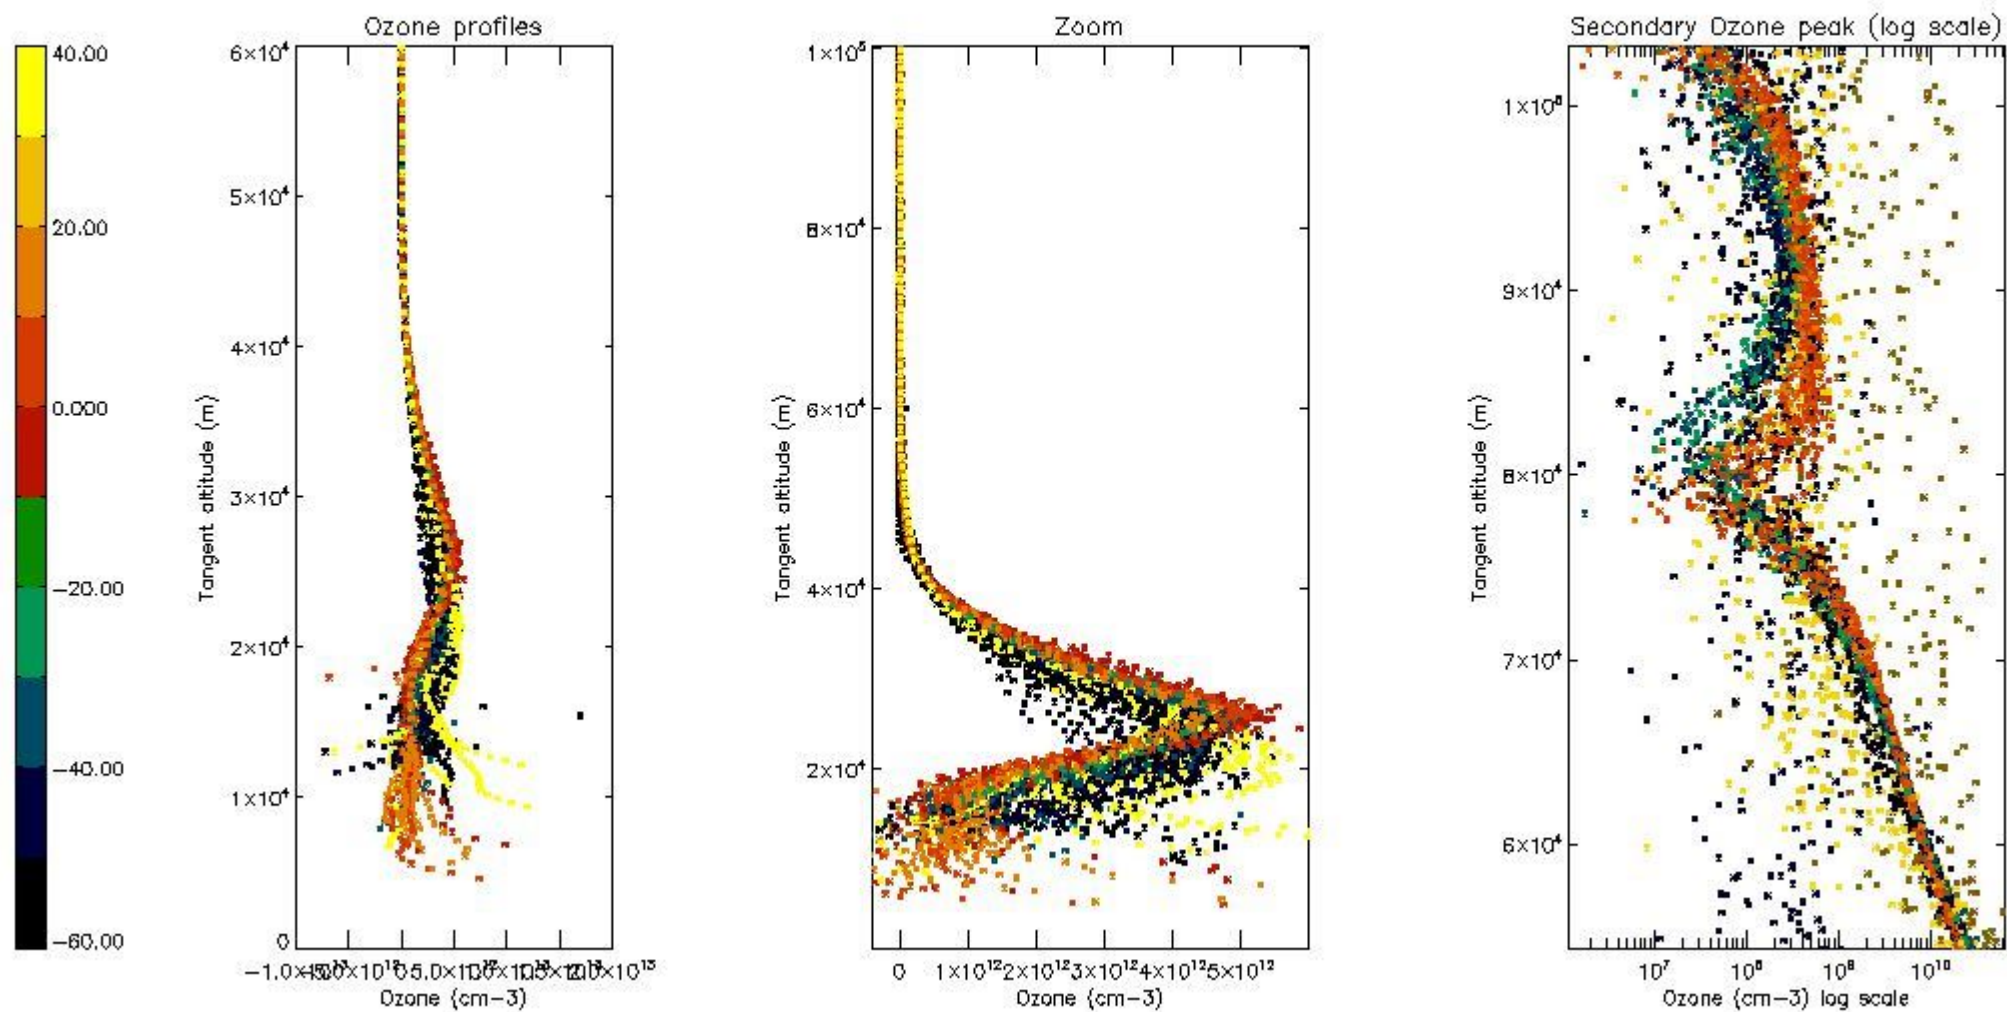 Ozone profiles
Zoom
Secondary Ozone peak (log scale)
40.00
20.00
0.000
−20.00
−40.00
−60.00
6×10⁴
5×10⁴
4×10⁴
3×10⁴
2×10⁴
1×10⁴
0
Tangent altitude (m)
Ozone (cm−3)
1×10⁵
8×10⁴
6×10⁴
4×10⁴
2×10⁴
Tangent altitude (m)
0 1×10¹² 2×10¹² 3×10¹² 4×10¹² 5×10¹²
Ozone (cm−3)
9×10⁴
8×10⁴
7×10⁴
6×10⁴
Tangent altitude (m)
10⁷ 10⁸ 10⁹ 10¹⁰
Ozone (cm−3) log scale